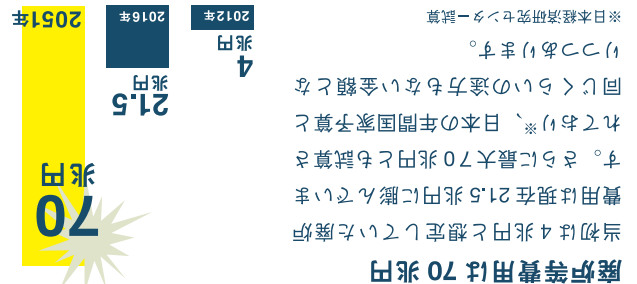 廃炉等費用は 70 兆円
当初は 4 兆円と想定していた廃炉
費用は現在 21.5 兆円に膨んでいま
す。さらに最大７０ 兆円とも試算さ
れており※、日本の年間国家予算と
同じくらいの途方もない金額とな
りつつあります。
※日本経済研究センター試算
4
兆円
2012年
21.5
兆円
2016年
70
兆円
2051年